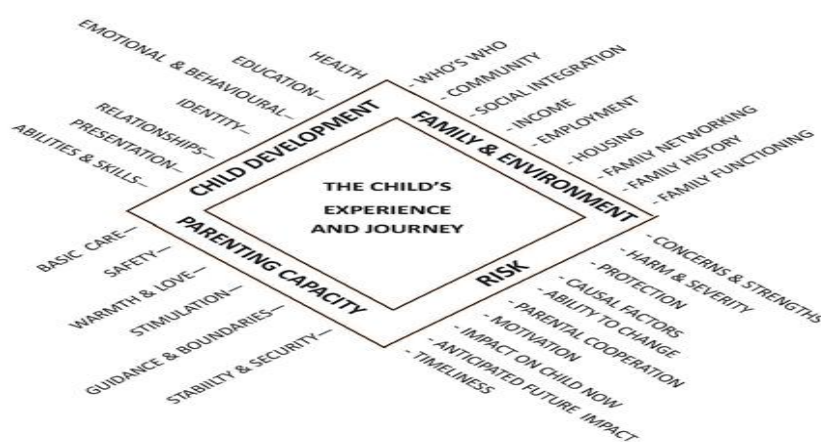 HEALTH
EDUCATION—
EMOTIONAL & BEHAVIOURAL—
IDENTITY—
RELATIONSHIPS—
PRESENTATION—
ABILITIES & SKILLS—
CHILD DEVELOPMENT
- WHO'S WHO
- COMMUNITY
- SOCIAL INTEGRATION
- INCOME
- EMPLOYMENT
- HOUSING
- FAMILY NETWORKING
- FAMILY HISTORY
- FAMILY FUNCTIONING
FAMILY & ENVIRONMENT
THE CHILD'S
EXPERIENCE
AND JOURNEY
PARENTING CAPACITY
BASIC CARE—
SAFETY—
WARMTH & LOVE—
STIMULATION—
GUIDANCE & BOUNDARIES—
STABIILTY & SECURITY—
RISK
- CONCERNS & STRENGTHS
- HARM & SEVERITY
- PROTECTION
- CAUSAL FACTORS
- ABILITY TO CHANGE
- PARENTAL COOPERATION
- MOTIVATION
- IMPACT ON CHILD NOW
- ANTICIPATED FUTURE IMPACT
- TIMELINESS